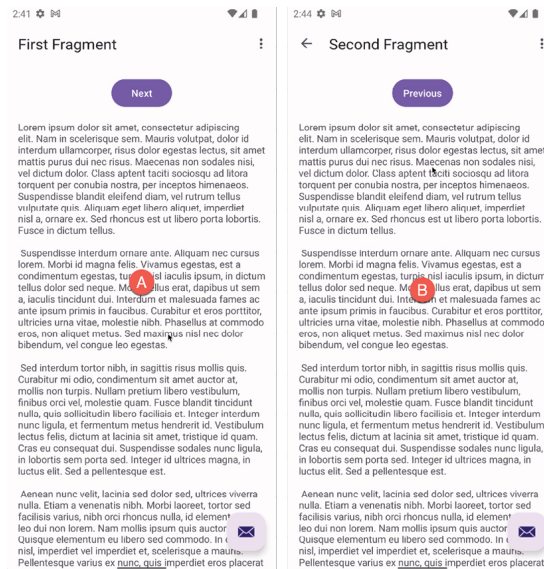 2:41
First Fragment
Next
Lorem ipsum dolor sit amet, consectetur adipiscing
elit. Nam in scelerisque sem. Mauris volutpat, dolor id
interdum ullamcorper, risus dolor egestas lectus, sit amet
mattis purus dui nec risus. Maecenas non sodales nisi,
vel dictum dolor. Class aptent taciti sociosqu ad litora
torquent per conubia nostra, per inceptos himenaeos.
Suspendisse blandit eleifend diam, vel rutrum tellus
vulputate quis. Aliquam eget libero aliquet, imperdiet
nisl a, ornare ex. Sed rhoncus est ut libero porta lobortis.
Fusce in dictum tellus.
Suspendisse interdum ornare ante. Aliquam nec cursus
lorem. Morbi id magna felis. Vivamus egestas, est a
condimentum egestas, turpis nisl iaculis ipsum, in dictum
tellus dolor sed neque. Mo tellus erat, dapibus ut sem
a, iaculis tincidunt dui. Interdum et malesuada fames ac
ante ipsum primis in faucibus. Curabitur et eros porttitor,
ultricies urna vitae, molestie nibh. Phasellus at commodo
eros, non aliquet metus. Sed maximus nisl nec dolor
bibendum, vel congue leo egestas.
A
Sed interdum tortor nibh, in sagittis risus mollis quis.
Curabitur mi odio, condimentum sit amet auctor at,
mollis non turpis. Nullam pretium libero vestibulum,
finibus orci vel, molestie quam. Fusce blandit tincidunt
nulla, quis sollicitudin libero facilisis et. Integer interdum
nunc ligula, et fermentum metus hendrerit id. Vestibulum
lectus felis, dictum at lacinia sit amet, tristique id quam.
Cras eu consequat dui. Suspendisse sodales nunc ligula,
in lobortis sem porta sed. Integer id ultrices magna, in
luctus elit. Sed a pellentesque est.
Aenean nunc velit, lacinia sed dolor sed, ultrices viverra
nulla. Etiam a venenatis nibh. Morbi laoreet, tortor sed
facilisis varius, nibh orci rhoncus nulla, id elemen
leo dui non lorem. Nam mollis ipsum quis aucto
Quisque elementum eu libero sed commodo. In
nisl, imperdiet vel imperdiet et, scelerisque a mauris.
Pellentesque varius ex nunc, quis imperdiet eros placerat
2:44
Second Fragment
Previous
Lorem ipsum dolor sit amet, consectetur adipiscing
elit. Nam in scelerisque sem. Mauris volutpat, dolor id
interdum ullamcorper, risus dolor egestas lectus, sit amet
mattis purus dui nec risus. Maecenas non sodales nisi,
vel dictum dolor. Class aptent taciti sociosqu ad litora
torquent per conubia nostra, per inceptos himenaeos.
Suspendisse blandit eleifend diam, vel rutrum tellus
vulputate quis. Aliquam eget libero aliquet, imperdiet
nisl a, ornare ex. Sed rhoncus est ut libero porta lobortis.
Fusce in dictum tellus.
Suspendisse interdum ornare ante. Aliquam nec cursus
lorem. Morbi id magna felis. Vivamus egestas, est a
condimentum egestas, turpis nisl iaculis ipsum, in dictum
tellus dolor sed neque. Mo tellus erat, dapibus ut sem
a, iaculis tincidunt dui. Interdum et malesuada fames ac
ante ipsum primis in faucibus. Curabitur et eros porttitor,
ultricies urna vitae, molestie nibh. Phasellus at commodo
eros, non aliquet metus. Sed maximus nisl nec dolor
bibendum, vel congue leo egestas.
B
Sed interdum tortor nibh, in sagittis risus mollis quis.
Curabitur mi odio, condimentum sit amet auctor at,
mollis non turpis. Nullam pretium libero vestibulum,
finibus orci vel, molestie quam. Fusce blandit tincidunt
nulla, quis sollicitudin libero facilisis et. Integer interdum
nunc ligula, et fermentum metus hendrerit id. Vestibulum
lectus felis, dictum at lacinia sit amet, tristique id quam.
Cras eu consequat dui. Suspendisse sodales nunc ligula,
in lobortis sem porta sed. Integer id ultrices magna, in
luctus elit. Sed a pellentesque est.
Aenean nunc velit, lacinia sed dolor sed, ultrices viverra
nulla. Etiam a venenatis nibh. Morbi laoreet, tortor sed
facilisis varius, nibh orci rhoncus nulla, id elemen
leo dui non lorem. Nam mollis ipsum quis aucto
Quisque elementum eu libero sed commodo. In
nisl, imperdiet vel imperdiet et, scelerisque a mauris.
Pellentesque varius ex nunc, quis imperdiet eros placerat